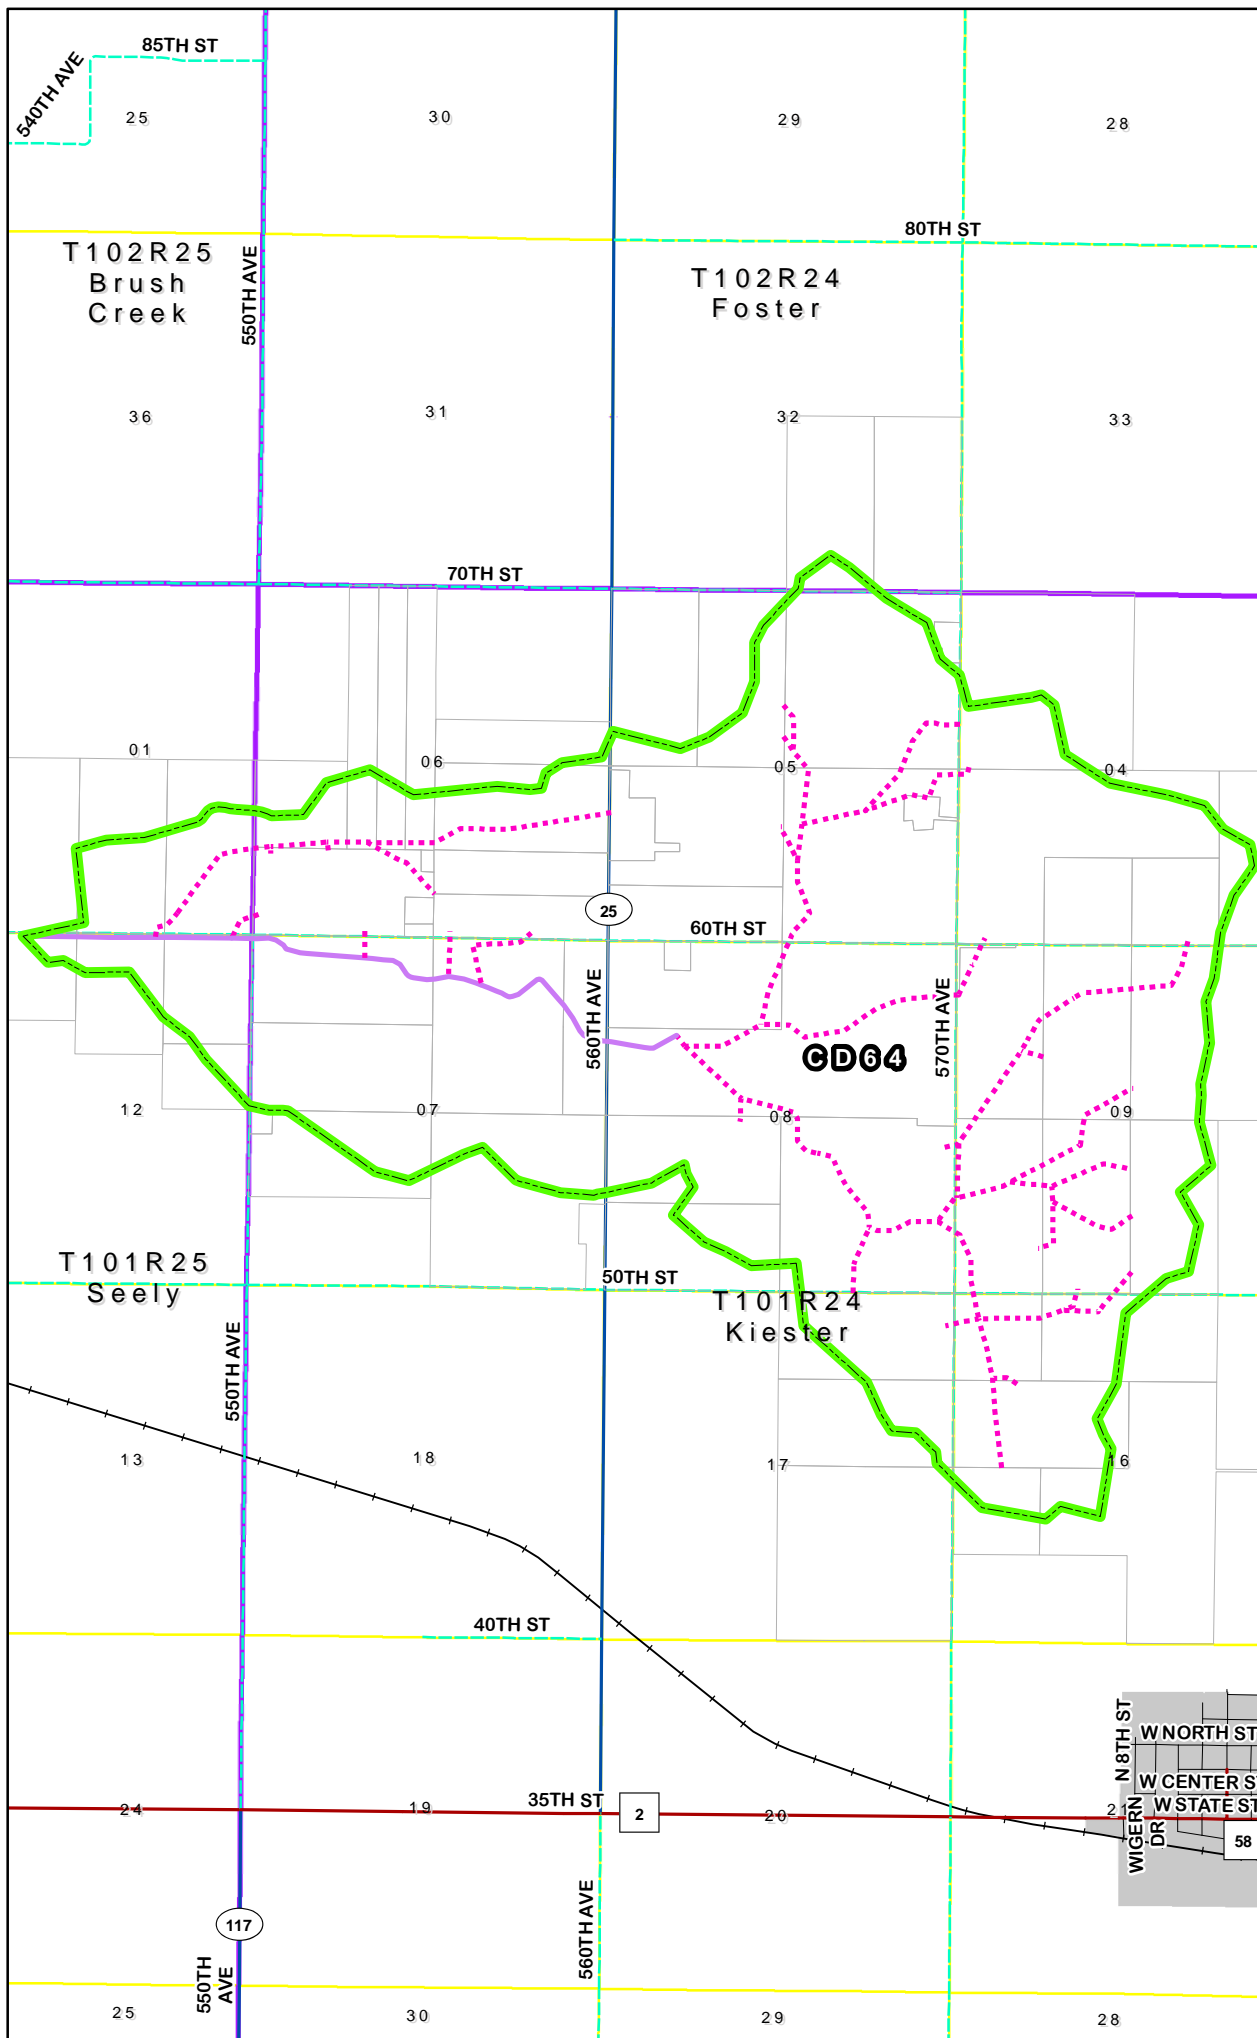 85TH ST
540TH AVE
25
30
29
28
80TH ST
T102R25
Brush
Creek
550TH AVE
T102R24
Foster
36
31
32
33
70TH ST
01
06
05
04
25
60TH ST
560TH AVE
570TH AVE
CD64
12
07
08
09
T101R25
Seely
50TH ST
T101R24
Kiester
550TH AVE
13
18
17
16
40TH ST
N 8TH ST
W NORTH ST
W CENTER ST
W STATE ST
24
19
35TH ST
2
20
21
WIGERN
DR
58
117
560TH AVE
550TH
AVE
25
30
29
28